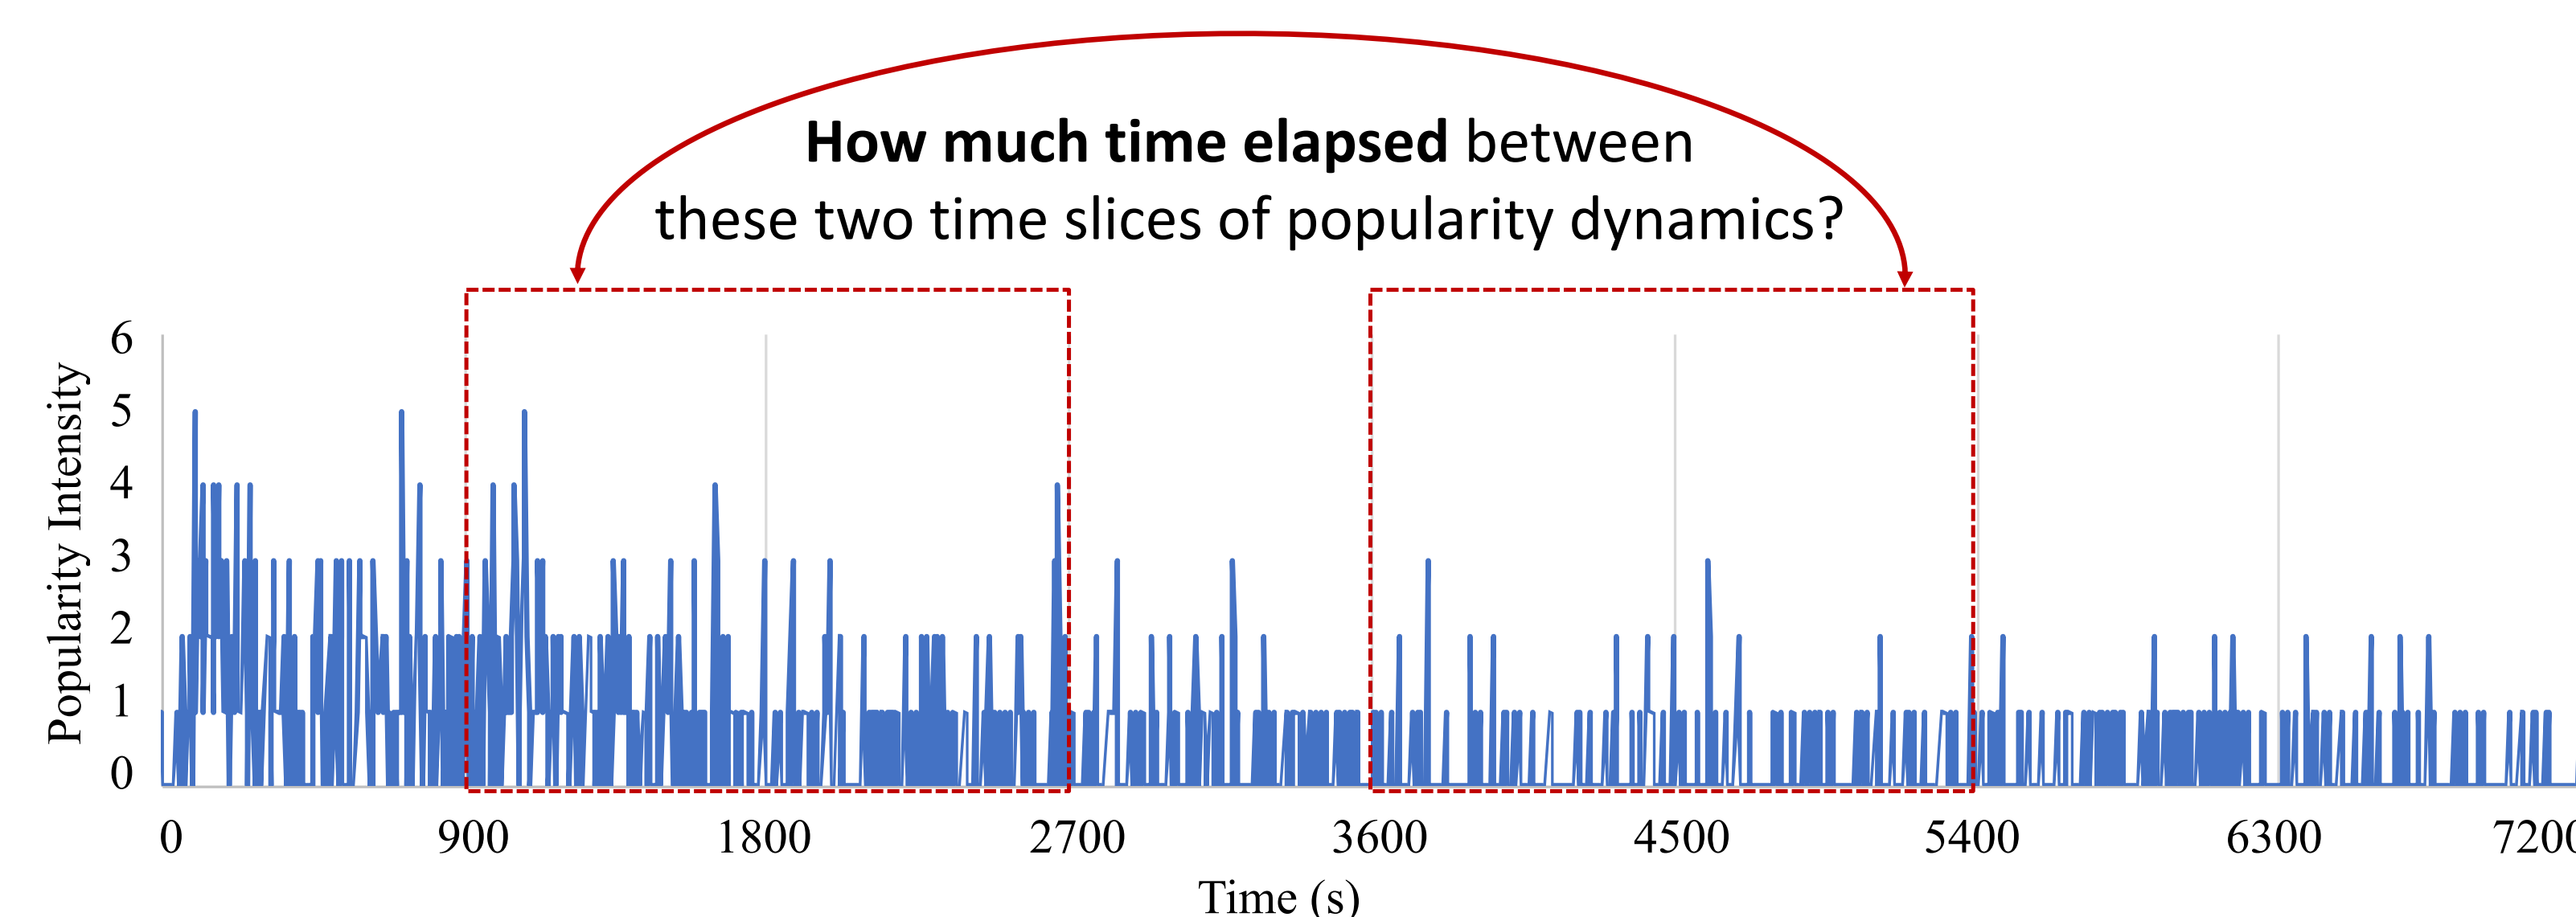 How much time elapsed between
these two time slices of popularity dynamics?
6
5
4
3
2
1
0
Popularity Intensity
0 900 1800 2700 3600 4500 5400 6300 7200
Time (s)